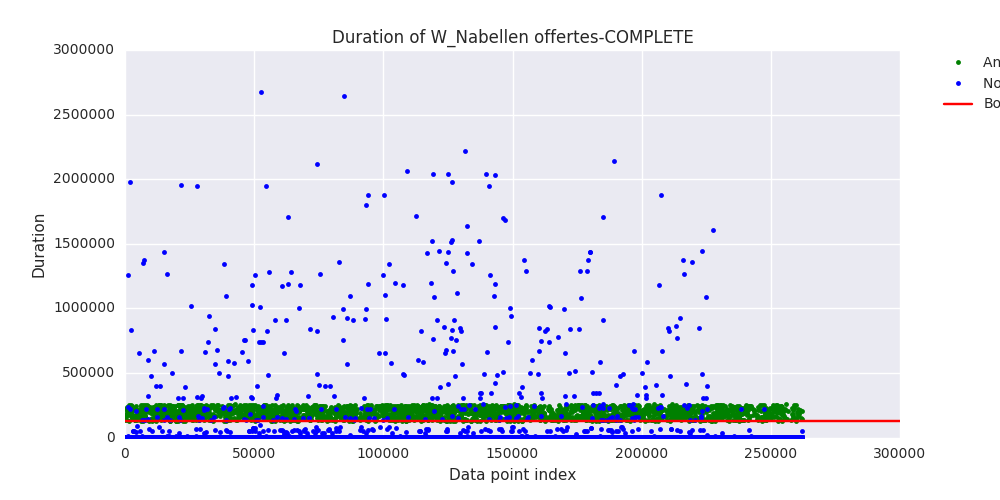 Duration of W_Nabellen offertes-COMPLETE
3000000
2500000
2000000
1500000
1000000
500000
0
Duration
0
50000
100000
150000
200000
250000
300000
Data point index
An
No
Bo